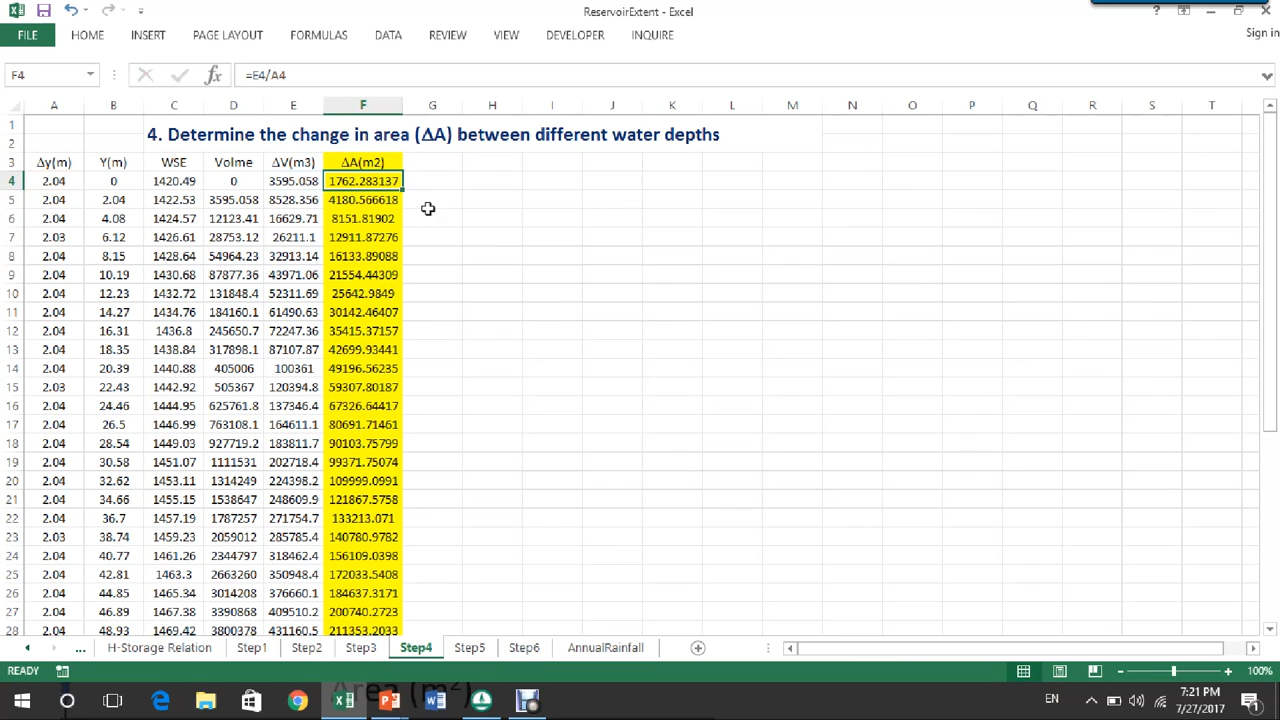 ReservoirExtent - Excel
Sign in
FILE HOME INSERT PAGE LAYOUT FORMULAS DATA REVIEW VIEW DEVELOPER INQUIRE
F4 fx =E4/A4
A B C D E F G H I J K L M N O P Q R S T
1
2
4. Determine the change in area (ΔA) between different water depths
3 Δy(m) Y(m) WSE Volme ΔV(m3) ΔA(m2)
4 2.04 0 1420.49 0 3595.058 1762.283137
5 2.04 2.04 1422.53 3595.058 8528.356 4180.566618
6 2.04 4.08 1424.57 12123.41 16629.71 8151.81902
7 2.03 6.12 1426.61 28753.12 26211.1 12911.87276
8 2.04 8.15 1428.64 54964.23 32913.14 16133.89088
9 2.04 10.19 1430.68 87877.36 43971.06 21554.44309
10 2.04 12.23 1432.72 131848.4 52311.69 25642.9849
11 2.04 14.27 1434.76 184160.1 61490.63 30142.46407
12 2.04 16.31 1436.8 245650.7 72247.36 35415.37157
13 2.04 18.35 1438.84 317898.1 87107.87 42699.93441
14 2.04 20.39 1440.88 405006 100361 49196.56235
15 2.03 22.43 1442.92 505367 120394.8 59307.80187
16 2.04 24.46 1444.95 625761.8 137346.4 67326.64417
17 2.04 26.5 1446.99 763108.1 164611.1 80691.71461
18 2.04 28.54 1449.03 927719.2 183811.7 90103.75799
19 2.04 30.58 1451.07 1111531 202718.4 99371.75074
20 2.04 32.62 1453.11 1314249 224398.2 109999.0991
21 2.04 34.66 1455.15 1538647 248609.9 121867.5758
22 2.04 36.7 1457.19 1787257 271754.7 133213.071
23 2.03 38.74 1459.23 2059012 285785.4 140780.9782
24 2.04 40.77 1461.26 2344797 318462.4 156109.0398
25 2.04 42.81 1463.3 2663260 350948.4 172033.5408
26 2.04 44.85 1465.34 3014208 376660.1 184637.3171
27 2.04 46.89 1467.38 3390868 409510.2 200740.2723
28 2.04 48.93 1469.42 3800378 431160.5 211353.2033
... H-Storage Relation Step1 Step2 Step3 Step4 Step5 Step6 AnnualRainfall
READY 100%
Area (m²)
EN 7:21 PM
7/27/2017